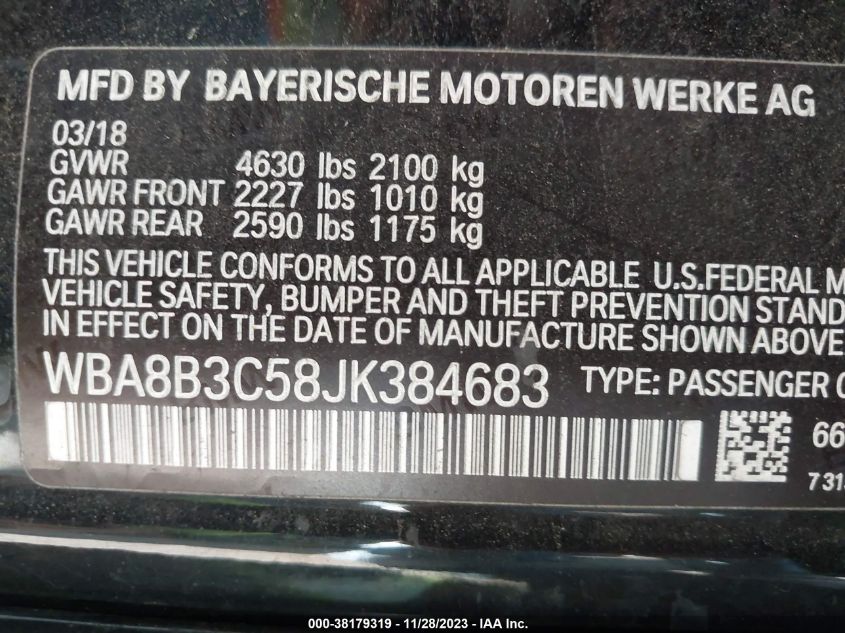 MFD BY BAYERISCHE MOTOREN WERKE AG
03/18
GVWR 4630 lbs 2100 kg
GAWR FRONT 2227 lbs 1010 kg
GAWR REAR 2590 lbs 1175 kg
THIS VEHICLE CONFORMS TO ALL APPLICABLE U.S.FEDERAL M
VEHICLE SAFETY, BUMPER AND THEFT PREVENTION STAND
IN EFFECT ON THE DATE OF MANUFACTURE SHOWN ABOVE
WBA8B3C58JK384683 TYPE: PASSENGER
66
731
000-38179319 - 11/28/2023 - IAA Inc.